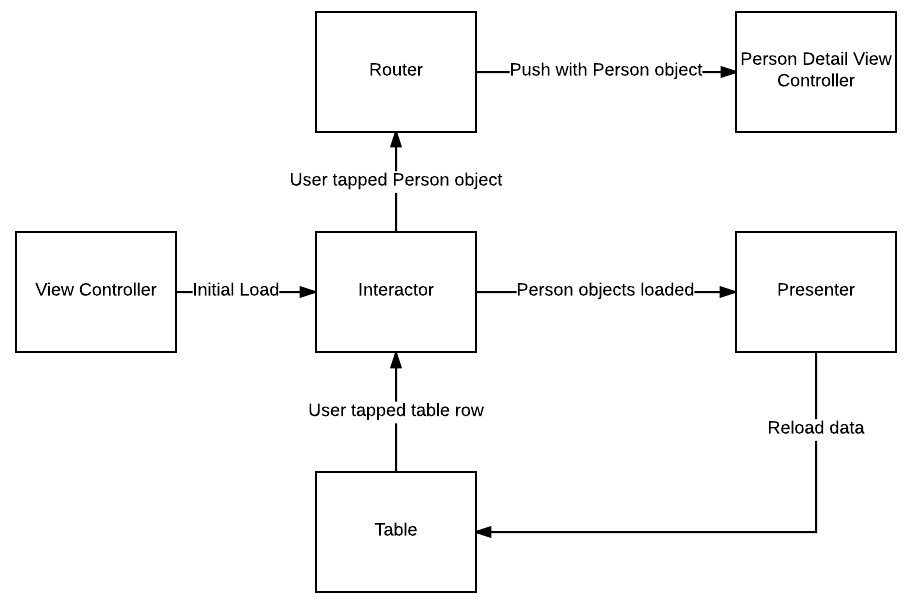 Router
Push with Person object
Person Detail View
Controller
User tapped Person object
View Controller
Initial Load
Interactor
Person objects loaded
Presenter
User tapped table row
Reload data
Table